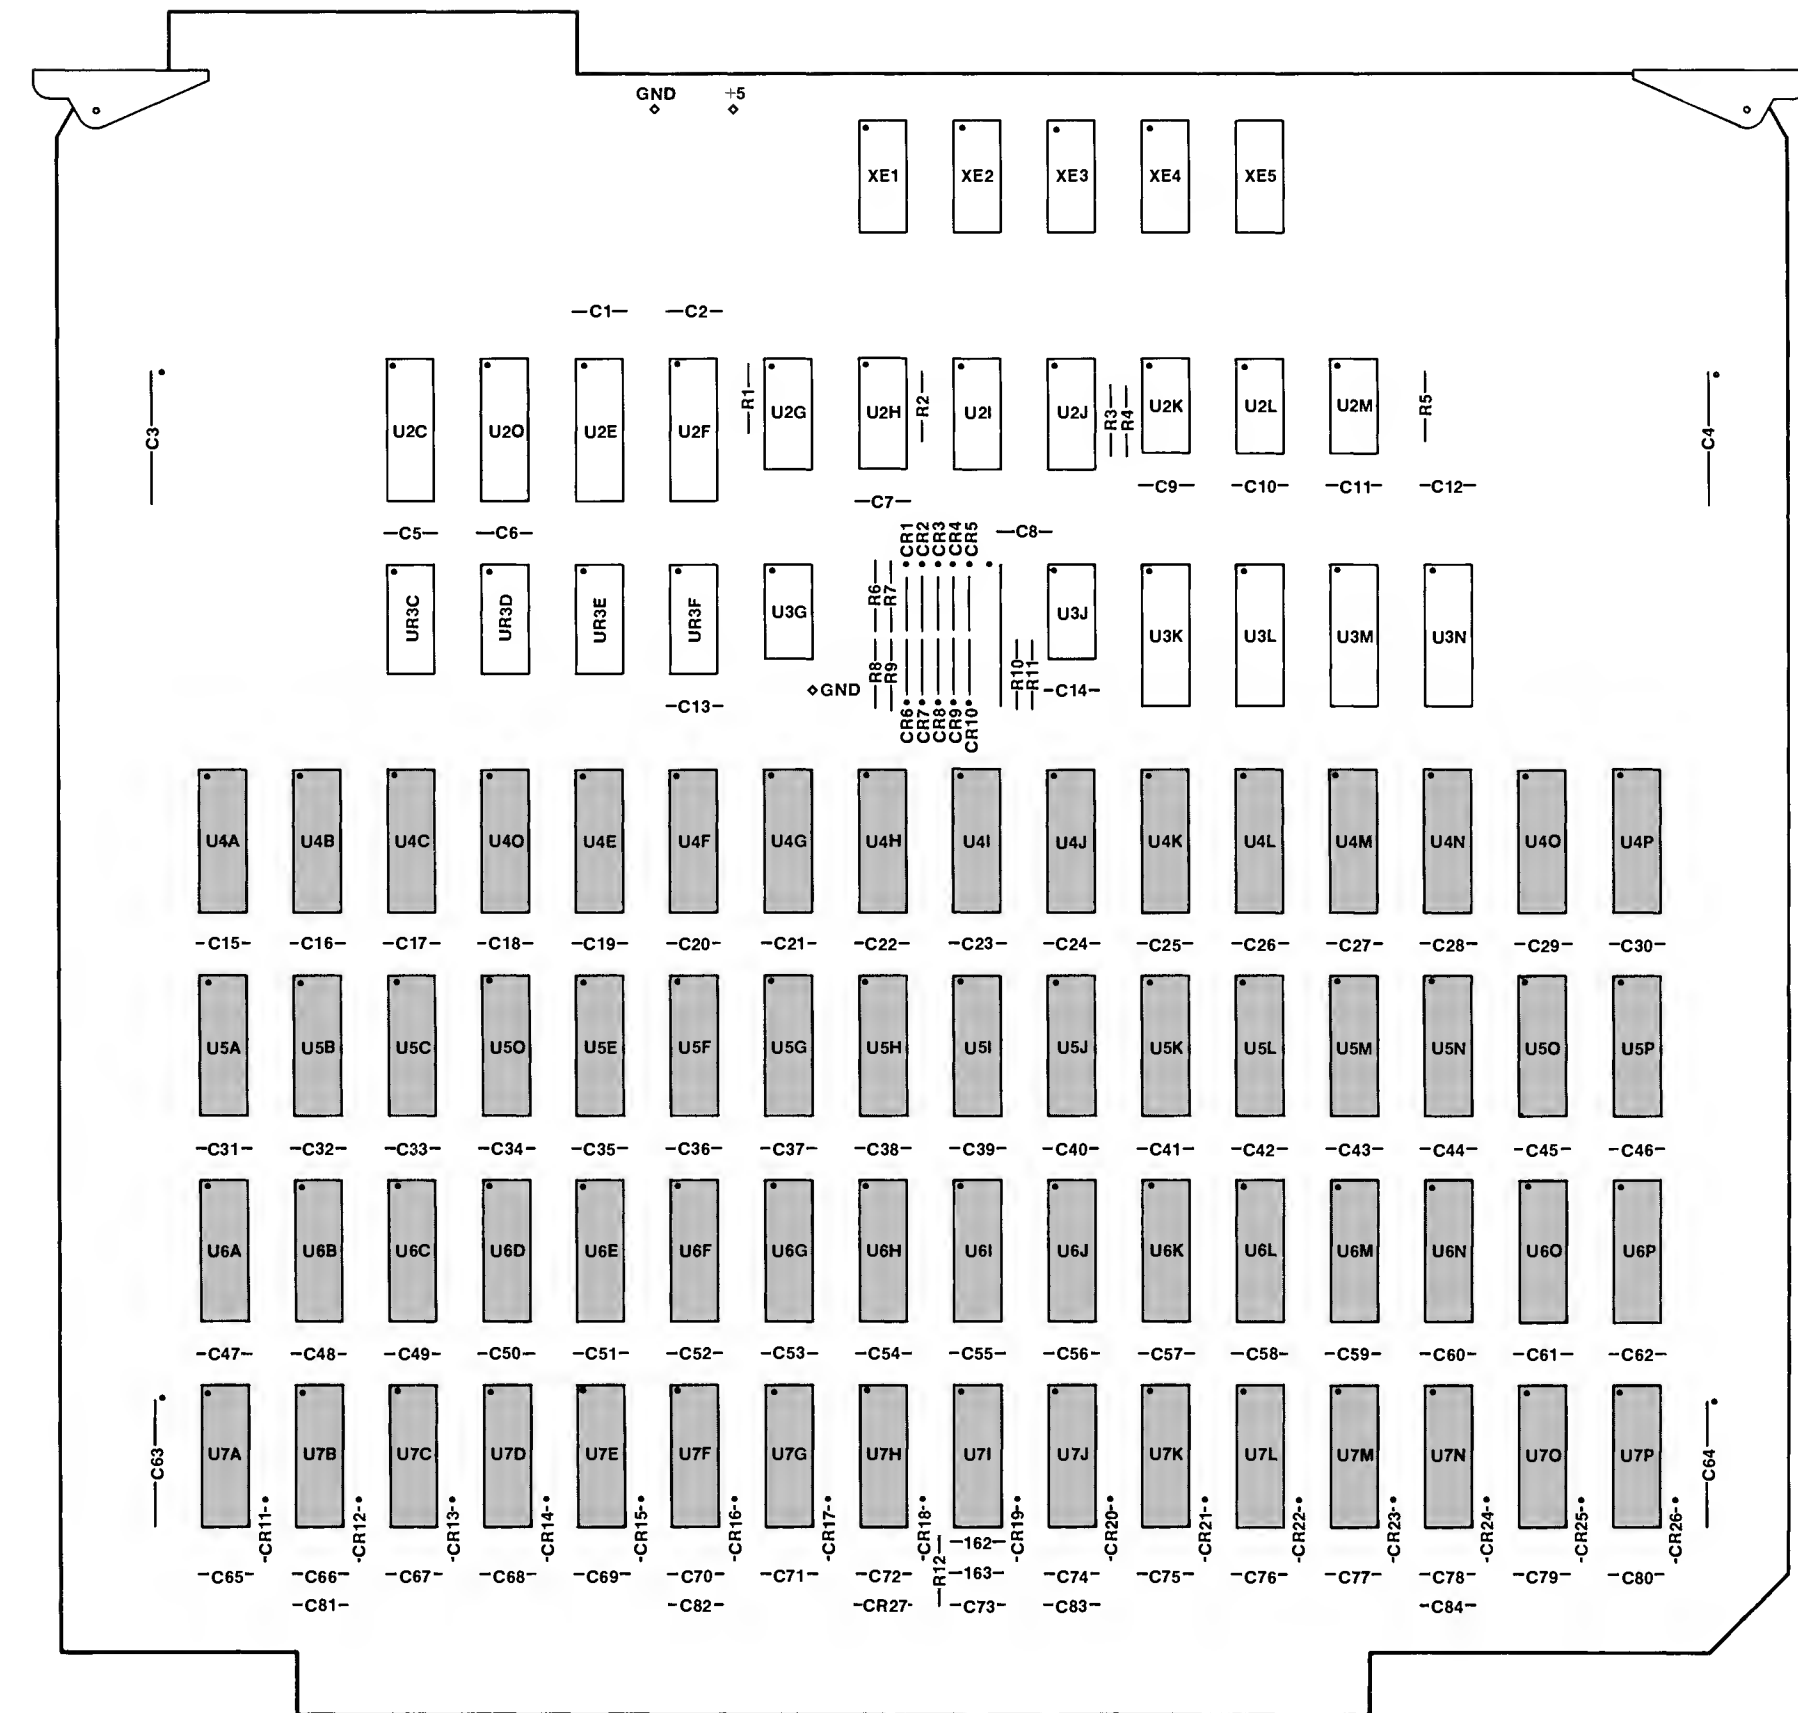 GND +5
XE1 XE2 XE3 XE4 XE5
C1 C2
C3 U2C U2O U2E U2F R1 U2G U2H R2 U2I U2J R3 R4 U2K U2L U2M R5 C4
C9 C10 C11 C12
C7
C5 C6 CR1 CR2 CR3 CR4 CR5 C8
UR3C UR3D UR3E UR3F U3G R6 R7 U3J U3K U3L U3M U3N
R8 R9 R10 R11
GND C14
C13 CR6 CR7 CR8 CR9 CR10
U4A U4B U4C U4O U4E U4F U4G U4H U4I U4J U4K U4L U4M U4N U4O U4P
C15 C16 C17 C18 C19 C20 C21 C22 C23 C24 C25 C26 C27 C28 C29 C30
U5A U5B U5C U5O U5E U5F U5G U5H U5I U5J U5K U5L U5M U5N U5O U5P
C31 C32 C33 C34 C35 C36 C37 C38 C39 C40 C41 C42 C43 C44 C45 C46
U6A U6B U6C U6D U6E U6F U6G U6H U6I U6J U6K U6L U6M U6N U6O U6P
C47 C48 C49 C50 C51 C52 C53 C54 C55 C56 C57 C58 C59 C60 C61 C62
C63 U7A U7B U7C U7D U7E U7F U7G U7H U7I U7J U7K U7L U7M U7N U7O U7P C64
CR11 CR12 CR13 CR14 CR15 CR16 CR17 CR18 CR19 CR20 CR21 CR22 CR23 CR24 CR25 CR26
R12 162
C65 C66 C67 C68 C69 C70 C71 C72 163 C74 C75 C76 C77 C78 C79 C80
C81 C82 CR27 C73 C83 C84